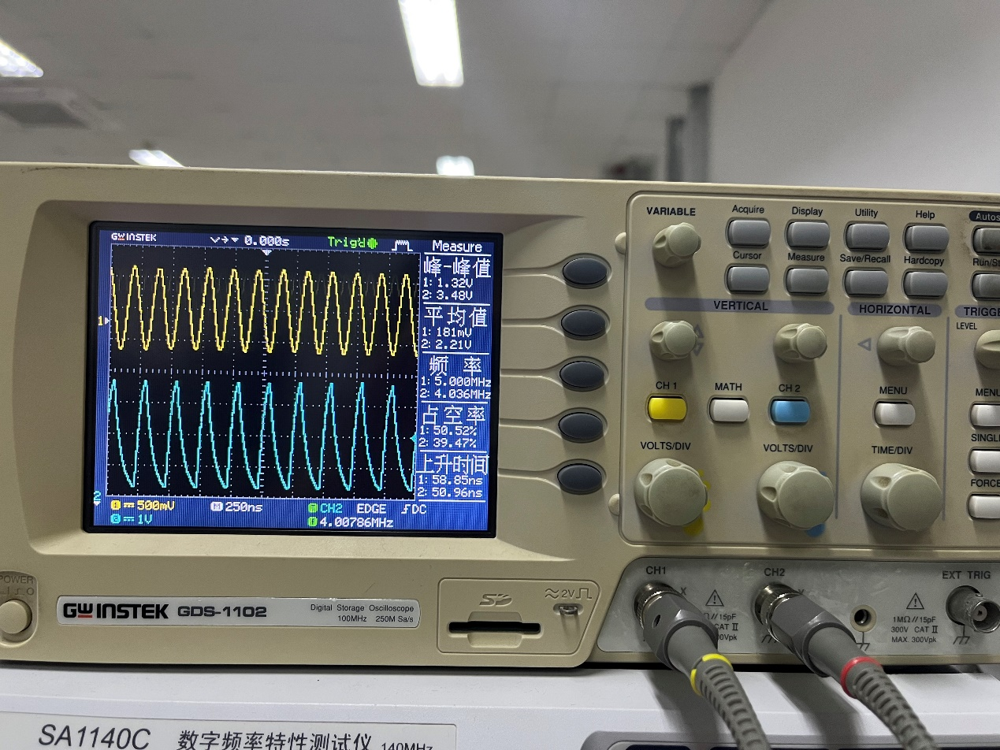 GW INSTEK
0.000s
Trig'd
Measure
峰-峰值
1: 1.32V
2: 3.48V
平均值
1: 181mV
2: 2.21V
频 率
1: 5.000MHz
2: 4.036MHz
占空率
1: 50.52%
2: 39.47%
上升时间
1: 58.85ns
2: 50.96ns
1
2
1 500mV
M 250ns
CH2 EDGE DC
2 1V
4.00786MHz
VARIABLE
Acquire
Display
Utility
Help
Autos
Cursor
Measure
Save/Recall
Hardcopy
Run/St
VERTICAL
HORIZONTAL
TRIGGE
LEVEL
CH 1
MATH
CH 2
MENU
MENU
SINGL
VOLTS/DIV
VOLTS/DIV
TIME/DIV
FORCE
POWER
GW INSTEK GDS-1102
Digital Storage Oscilloscope
100MHz 250M Sa/s
SD
2V
CH1
X
CH2
Y
EXT TRIG
Ω//15pF
CAT II
00Vpk
1MΩ//15pF
300V CAT II
MAX. 300Vpk
SA1140C 数字频率特性测试仪 140MHz